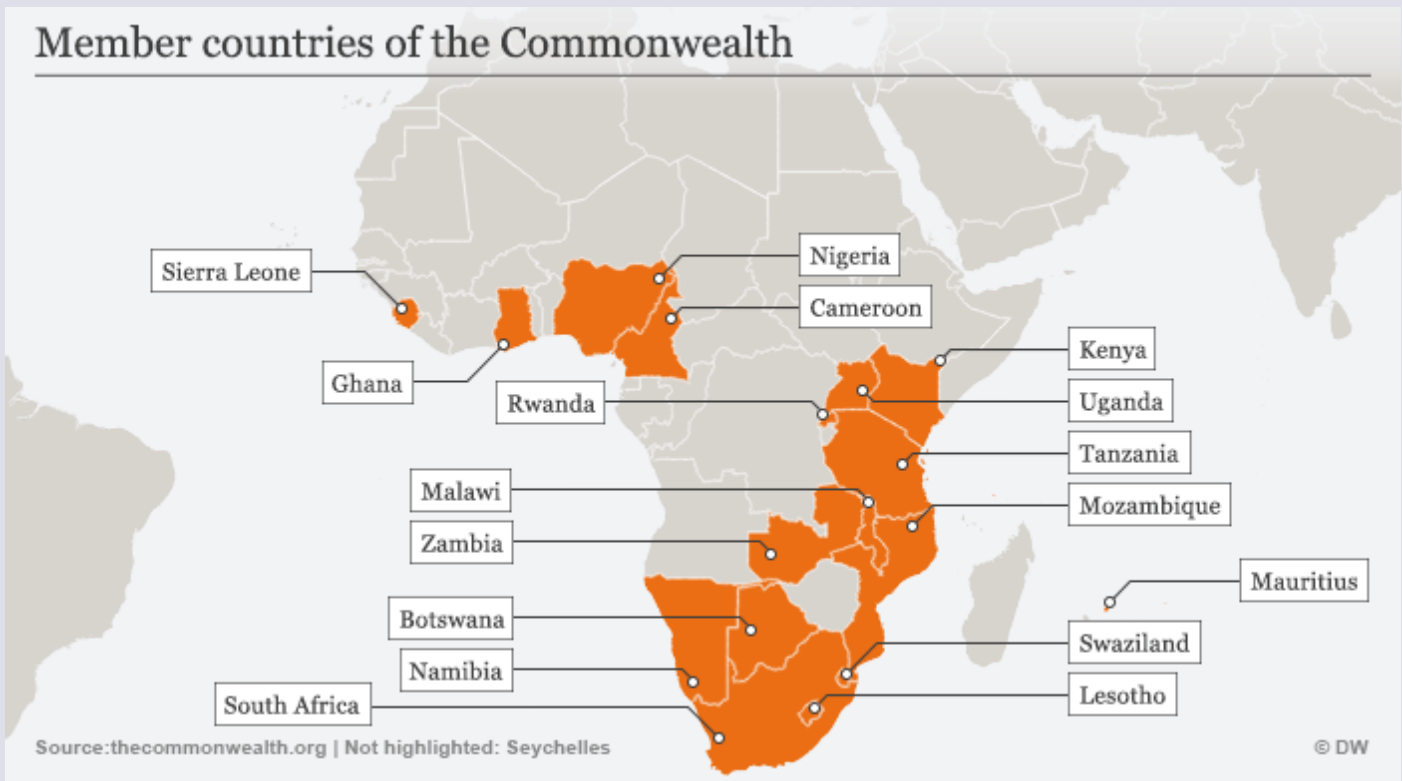 Member countries of the Commonwealth
Sierra Leone
Nigeria
Cameroon
Ghana
Rwanda
Kenya
Uganda
Tanzania
Malawi
Mozambique
Zambia
Mauritius
Botswana
Swaziland
Namibia
Lesotho
South Africa
Source:thecommonwealth.org | Not highlighted: Seychelles
© DW